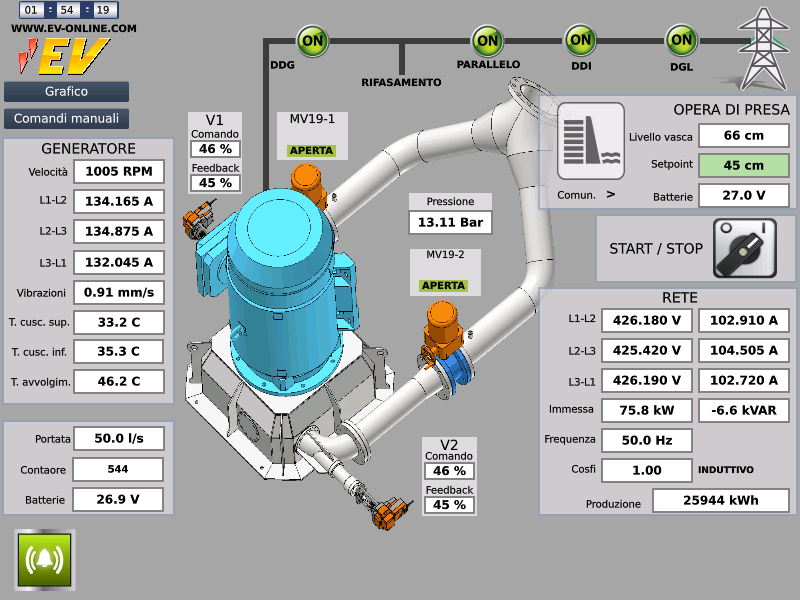 01 : 54 : 19
WWW.EV-ONLINE.COM
EV
Grafico
Comandi manuali
ON
ON
ON
ON
DDG
RIFASAMENTO
PARALLELO
DDI
DGL
GENERATORE
Velocità 1005 RPM
L1-L2 134.165 A
L2-L3 134.875 A
L3-L1 132.045 A
Vibrazioni 0.91 mm/s
T. cusc. sup. 33.2 C
T. cusc. inf. 35.3 C
T. avvolgim. 46.2 C
Portata 50.0 l/s
Contaore 544
Batterie 26.9 V
V1
Comando
46 %
Feedback
45 %
MV19-1
APERTA
Pressione
13.11 Bar
MV19-2
APERTA
V2
Comando
46 %
Feedback
45 %
OPERA DI PRESA
Livello vasca 66 cm
Setpoint 45 cm
Comun. >
Batterie 27.0 V
START / STOP
O I
RETE
L1-L2 426.180 V 102.910 A
L2-L3 425.420 V 104.505 A
L3-L1 426.190 V 102.720 A
Immessa 75.8 kW -6.6 kVAR
Frequenza 50.0 Hz
Cosfì 1.00 INDUTTIVO
Produzione 25944 kWh